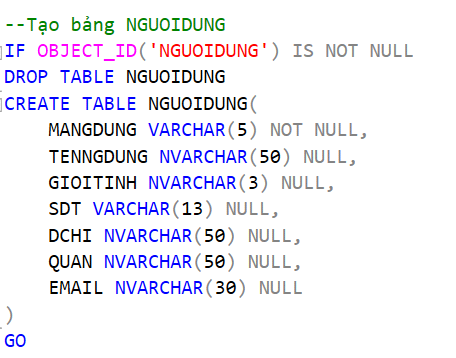 --Tạo bảng NGUOIDUNG
IF OBJECT_ID('NGUOIDUNG') IS NOT NULL
DROP TABLE NGUOIDUNG
CREATE TABLE NGUOIDUNG(
MANGDUNG VARCHAR(5) NOT NULL,
TENNGDUNG NVARCHAR(50) NULL,
GIOITINH NVARCHAR(3) NULL,
SDT VARCHAR(13) NULL,
DCHI NVARCHAR(50) NULL,
QUAN NVARCHAR(50) NULL,
EMAIL NVARCHAR(30) NULL
)
GO